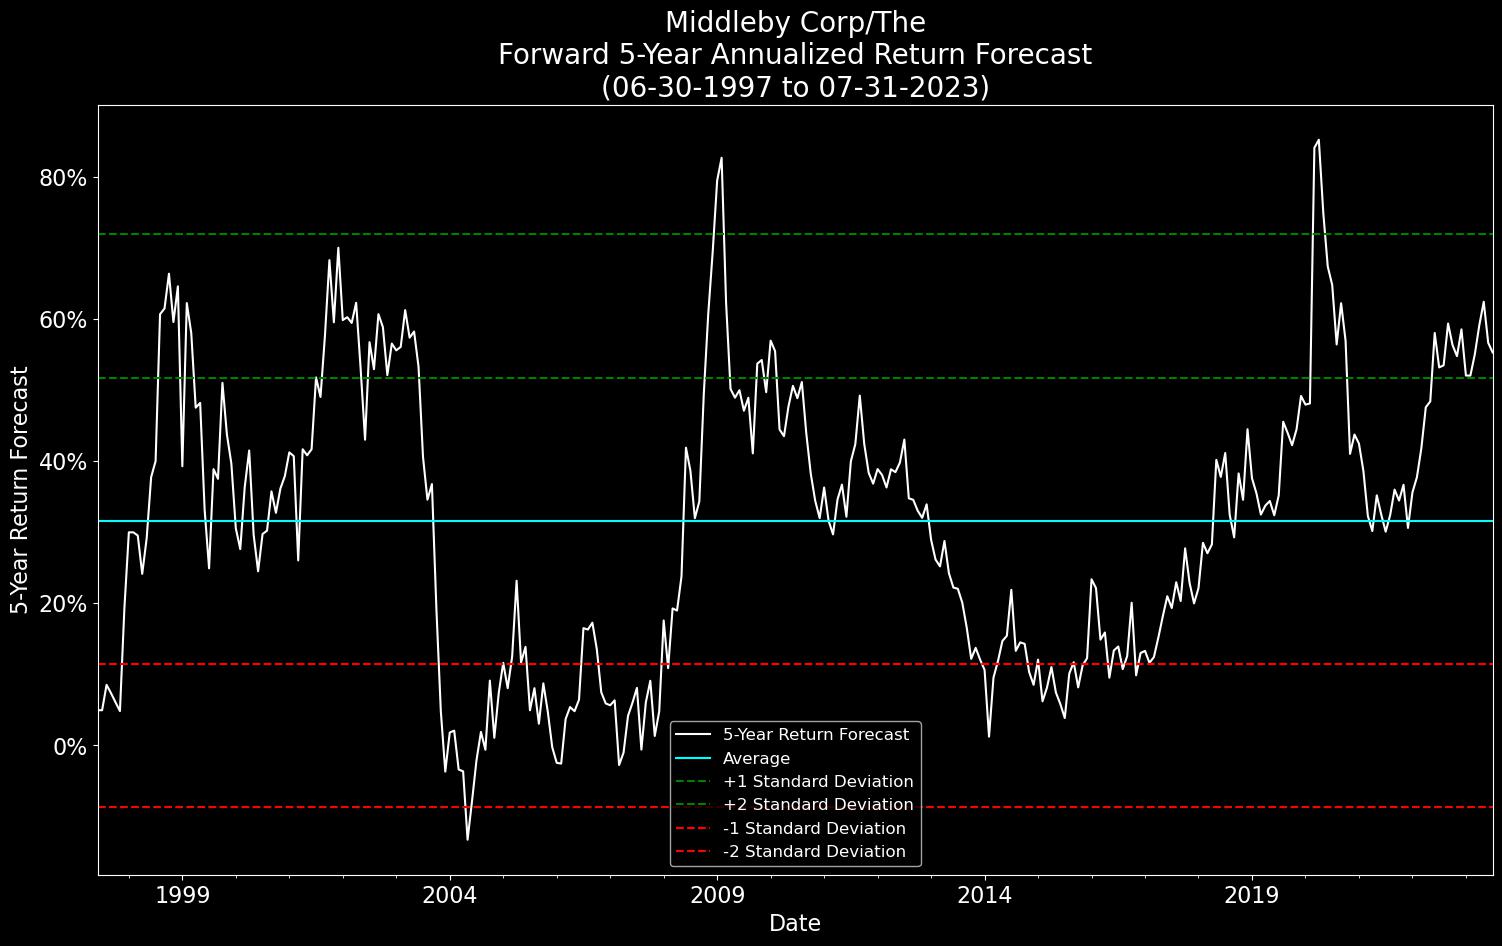 Middleby Corp/The
Forward 5-Year Annualized Return Forecast
(06-30-1997 to 07-31-2023)
5-Year Return Forecast
80%
60%
40%
20%
0%
5-Year Return Forecast
Average
+1 Standard Deviation
+2 Standard Deviation
-1 Standard Deviation
-2 Standard Deviation
1999 2004 2009 2014 2019
Date